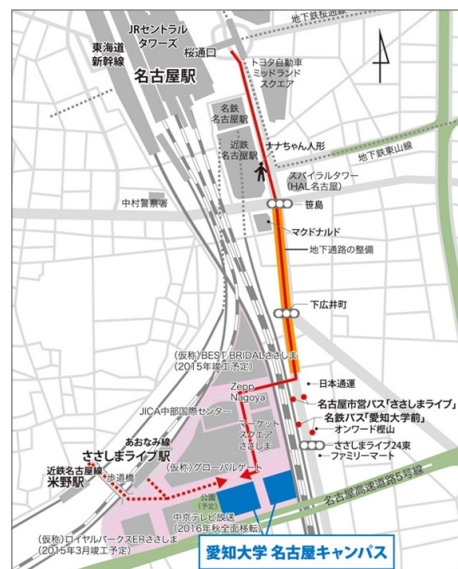 地下鉄桜通線
JRセントラル
タワーズ
東海道
新幹線
桜通口
名古屋駅
トヨタ自動車
ミッドランド
スクエア
名鉄
名古屋駅
近鉄
名古屋駅
ナナちゃん人形
地下鉄東山線
スパイラルタワー
(HAL名古屋)
中村警察署
笹島
マクドナルド
地下通路の整備
下広井町
(仮称)BEST BRIDALささしま
(2015年竣工予定)
Zepp
Nagoya
日本通運
名古屋市営バス「ささしまライブ」
JICA中部国際センター
マーケット
スクエア
ささしま
名鉄バス「愛知大学前」
オンワード樫山
あおなみ線
ささしまライブ駅
ささしまライブ24東
ファミリーマート
近鉄名古屋線
米野駅
歩道橋
(仮称)グローバルゲート
名古屋高速道路5号線
公園
(予定)
中京テレビ放送
(2016年秋全面移転)
(仮称)ロイヤルパークスERささしま
(2015年3月竣工予定)
愛知大学 名古屋キャンパス